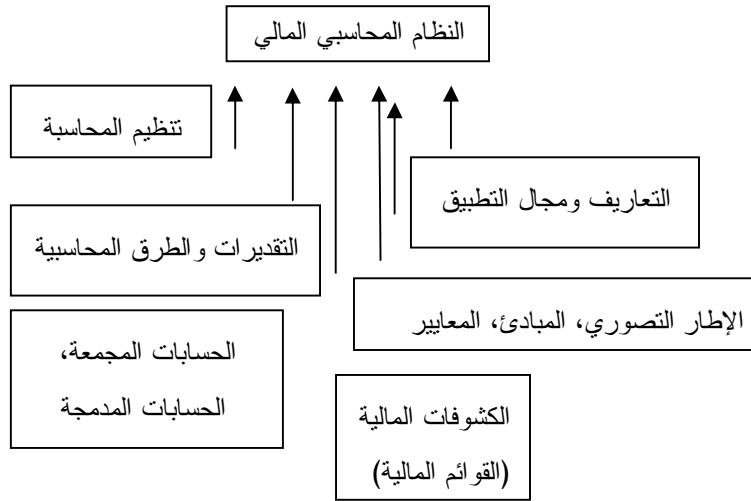 النظام المحاسبي المالي
تنظيم المحاسبة
التعاريف ومجال التطبيق
التقديرات والطرق المحاسبية
الإطار التصوري، المبادئ، المعايير
الحسابات المجمعة،
الحسابات المدمجة
الكشوفات المالية
(القوائم المالية)